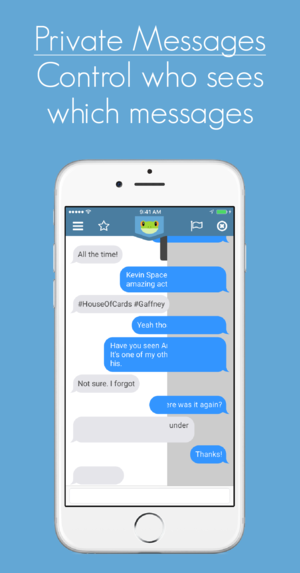 Private Messages
Control who sees
which messages
9:41 AM
All the time!
Kevin Space
amazing act
#HouseOfCards #Gaffney
Yeah tho
Have you seen A
It's one of my oth
his.
Not sure. I forgot
ere was it again?
under
Thanks!